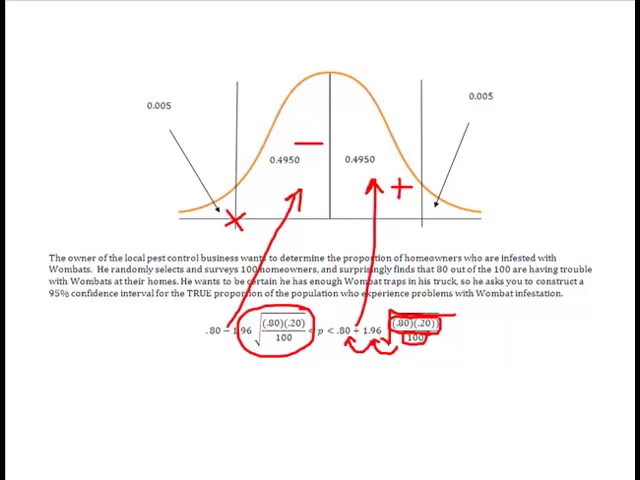 0.005
0.005
0.4950
0.4950
−
+
×
The owner of the local pest control business wants to determine the proportion of homeowners who are infested with
Wombats. He randomly selects and surveys 100 homeowners, and surprisingly finds that 80 out of the 100 are having trouble
with Wombats at their homes. He wants to be certain he has enough Wombat traps in his truck, so he asks you to construct a
95% confidence interval for the TRUE proportion of the population who experience problems with Wombat infestation.
.80 − 1.96 √(.80)(.20)/100 < p < .80 + 1.96 √(.80)(.20)/100